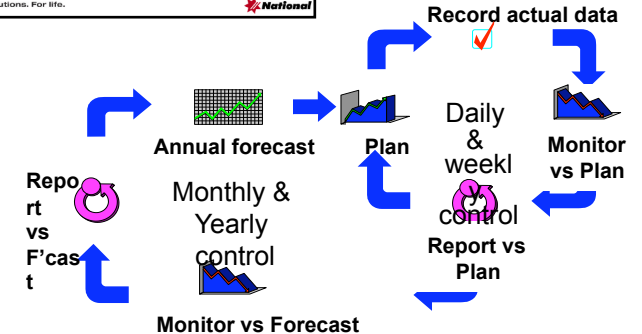 utions. For life.
National
Record actual data
Annual forecast
Plan
Daily
&
weekl
y
control
Monitor
vs Plan
Repo
rt
vs
F'cas
t
Monthly &
Yearly
control
Report vs
Plan
Monitor vs Forecast